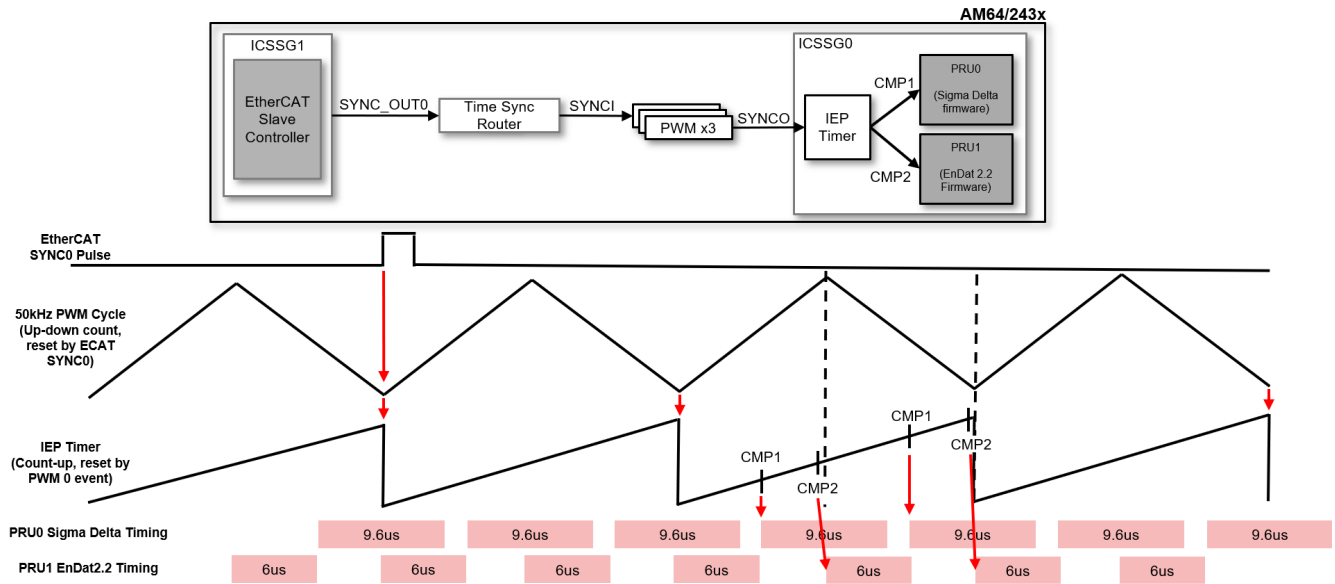 AM64/243x
ICSSG1
ICSSG0
EtherCAT
Slave
Controller
SYNC_OUT0
Time Sync
Router
SYNCI
PWM x3
SYNCO
IEP
Timer
CMP1
CMP2
PRU0
(Sigma Delta
firmware)
PRU1
(EnDat 2.2
Firmware)
EtherCAT
SYNC0 Pulse
50kHz PWM Cycle
(Up-down count,
reset by ECAT
SYNC0)
IEP Timer
(Count-up, reset by
PWM 0 event)
CMP1
CMP2
CMP1
CMP2
PRU0 Sigma Delta Timing
9.6us
9.6us
9.6us
9.6us
9.6us
9.6us
9.6us
PRU1 EnDat2.2 Timing
6us
6us
6us
6us
6us
6us
6us